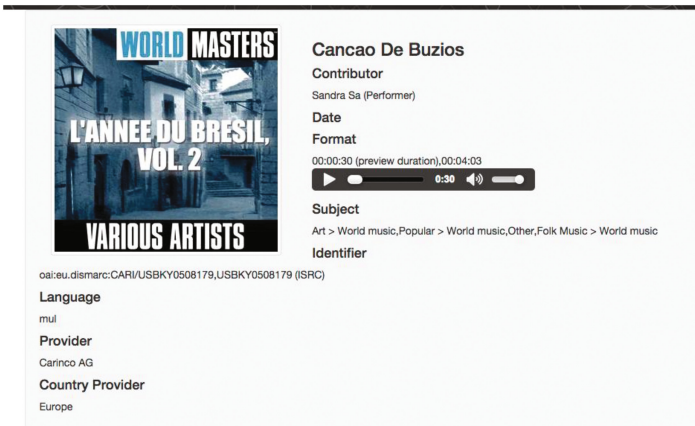 WORLD MASTERS
L'ANNEE DU BRESIL,
VOL. 2
VARIOUS ARTISTS
Cancao De Buzios
Contributor
Sandra Sa (Performer)
Date
Format
00:00:30 (preview duration),00:04:03
0:30
Subject
Art > World music,Popular > World music,Other,Folk Music > World music
Identifier
oai:eu.dismarc:CARI/USBKY0508179,USBKY0508179 (ISRC)
Language
mul
Provider
Carinco AG
Country Provider
Europe